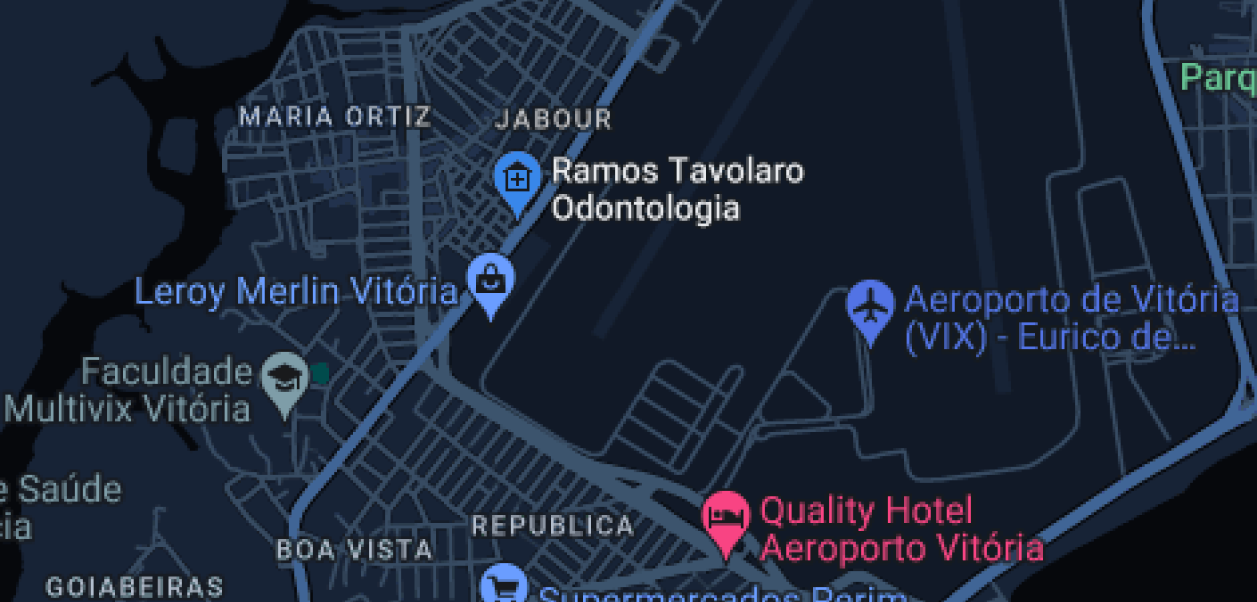 Parq
MARIA ORTIZ
JABOUR
Ramos Tavolaro
Odontologia
Leroy Merlin Vitória
Aeroporto de Vitória
(VIX) - Eurico de...
Faculdade
Multivix Vitória
e Saúde
cia
Quality Hotel
Aeroporto Vitória
REPUBLICA
BOA VISTA
GOIABEIRAS
Supermercados Perim